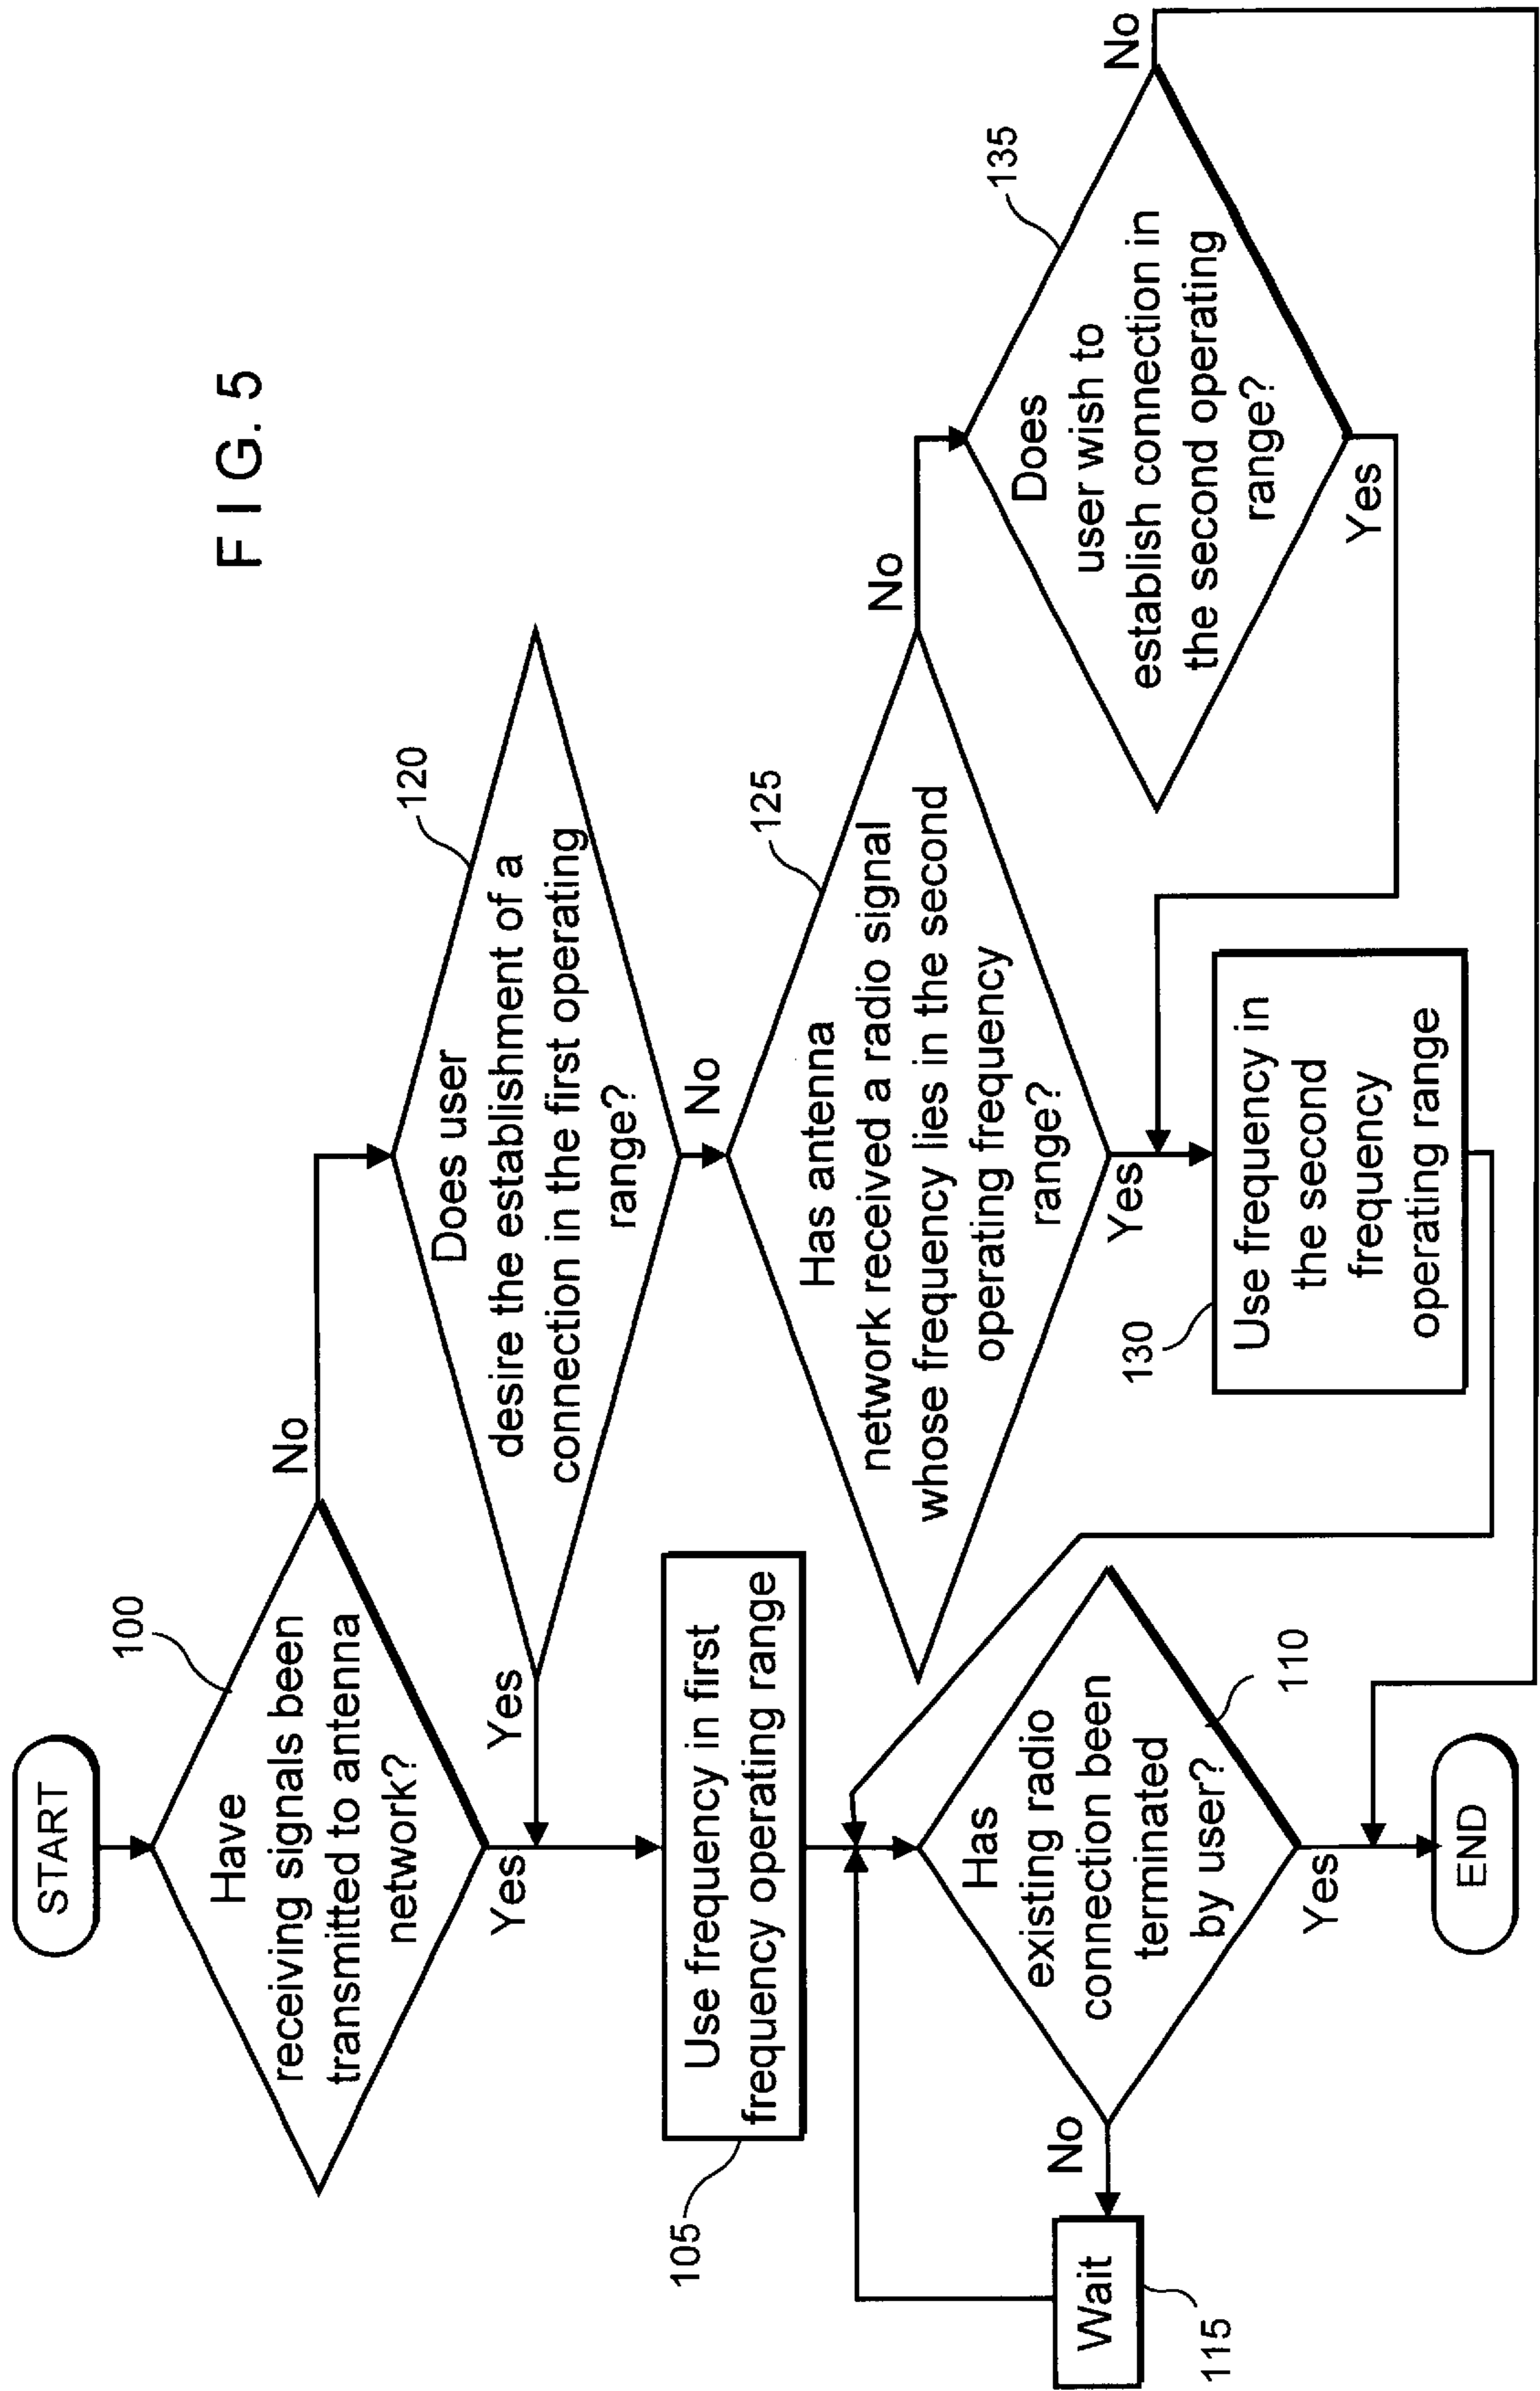 F I G. 5
START
100
Have
receiving signals been
transmitted to antenna
network?
No
Yes
120
Does user
desire the establishment of a
connection in the first operating
range?
Yes
No
105
Use frequency in first
frequency operating range
125
Has antenna
network received a radio signal
whose frequency lies in the second
operating frequency
range?
No
Yes
135
Does
user wish to
establish connection in
the second operating
range?
No
Yes
130
Use frequency in
the second
frequency
operating range
110
Has
existing radio
connection been
terminated
by user?
No
Yes
Wait
115
END